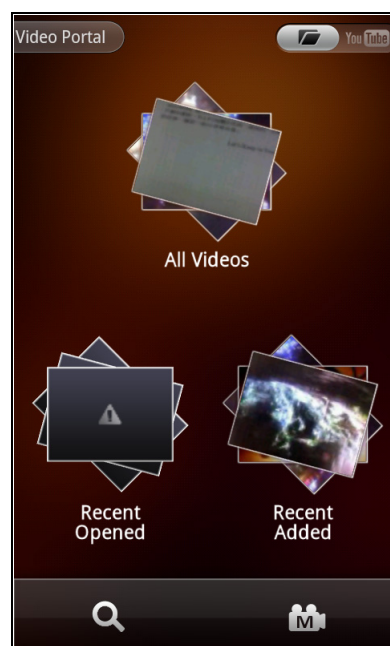 Video Portal
You Tube
All Videos
Recent
Opened
Recent
Added
M